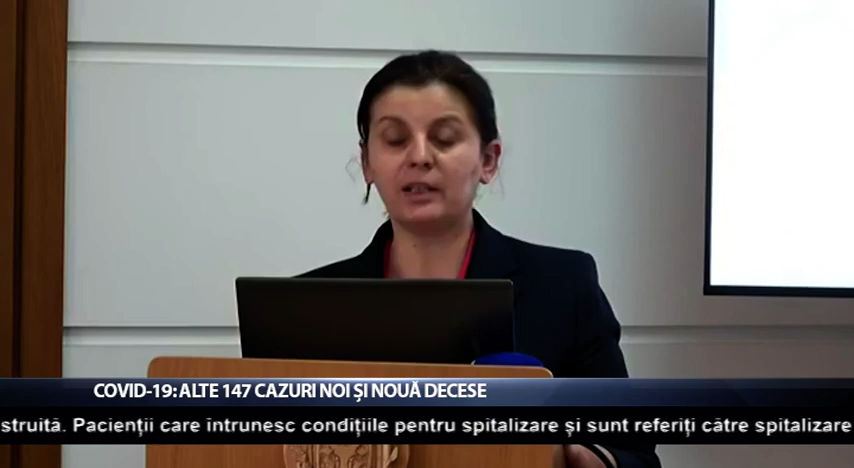 COVID-19: ALTE 147 CAZURI NOI ȘI NOUĂ DECESE
struită. Pacienții care întrunesc condițiile pentru spitalizare și sunt referiți către spitalizare